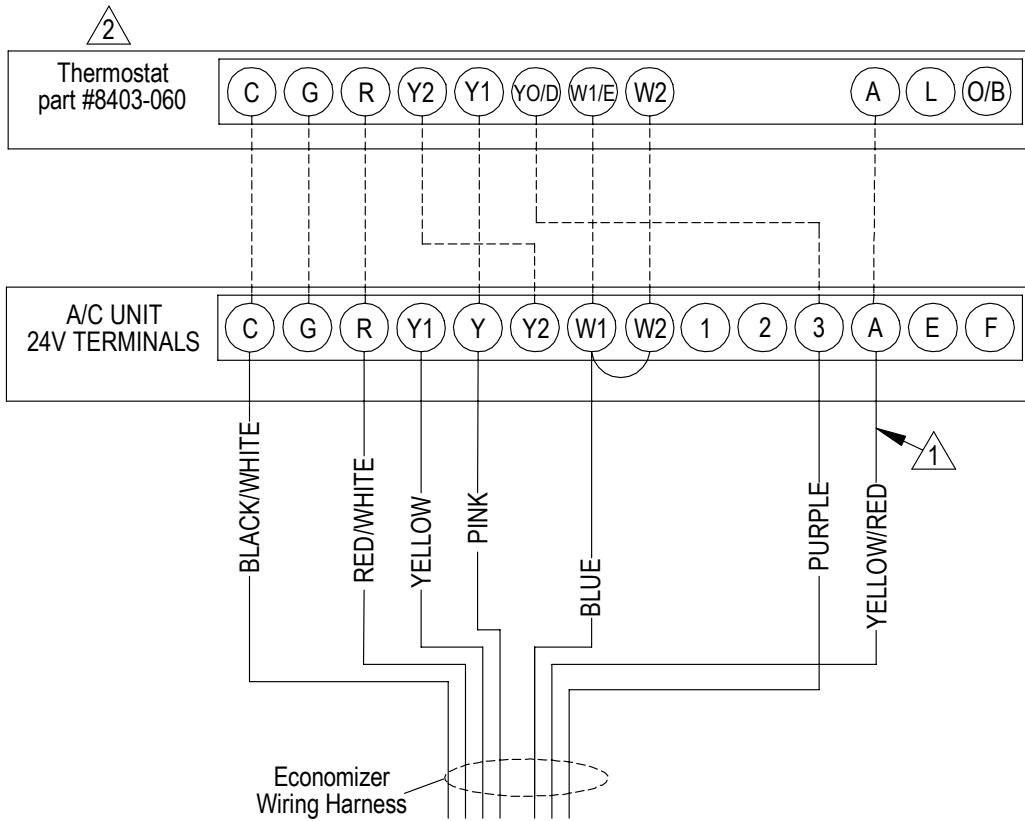 2
Thermostat
part #8403-060
C G R Y2 Y1 YO/D W1/E W2 A L O/B
A/C UNIT
24V TERMINALS
C G R Y1 Y Y2 W1 W2 1 2 3 A E F
1
BLACK/WHITE
RED/WHITE
YELLOW
PINK
BLUE
PURPLE
YELLOW/RED
Economizer
Wiring Harness